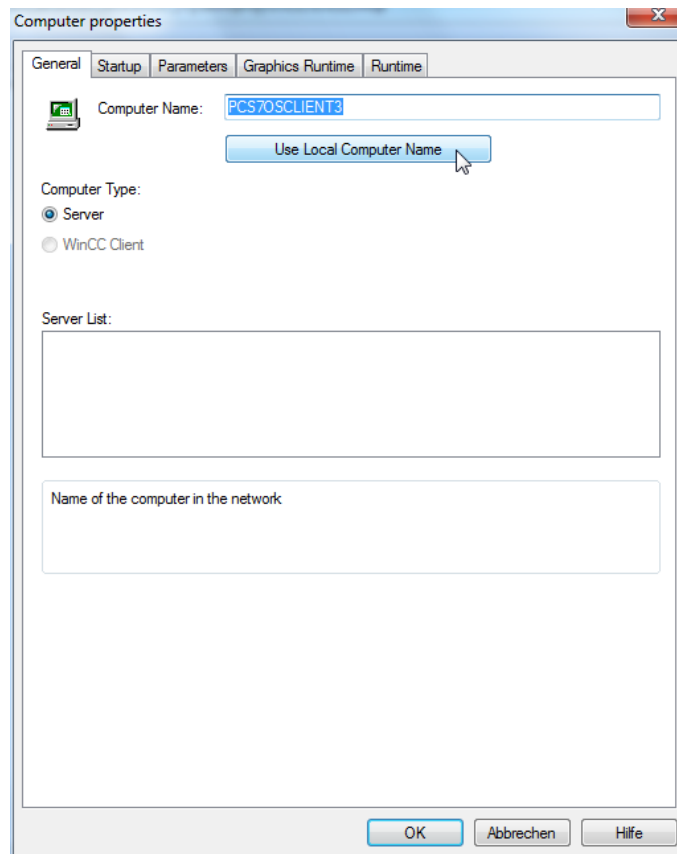 Computer properties
General Startup Parameters Graphics Runtime Runtime
Computer Name: PCS7OSCLIENT3
Use Local Computer Name
Computer Type:
Server
WinCC Client
Server List:
Name of the computer in the network
OK Abbrechen Hilfe